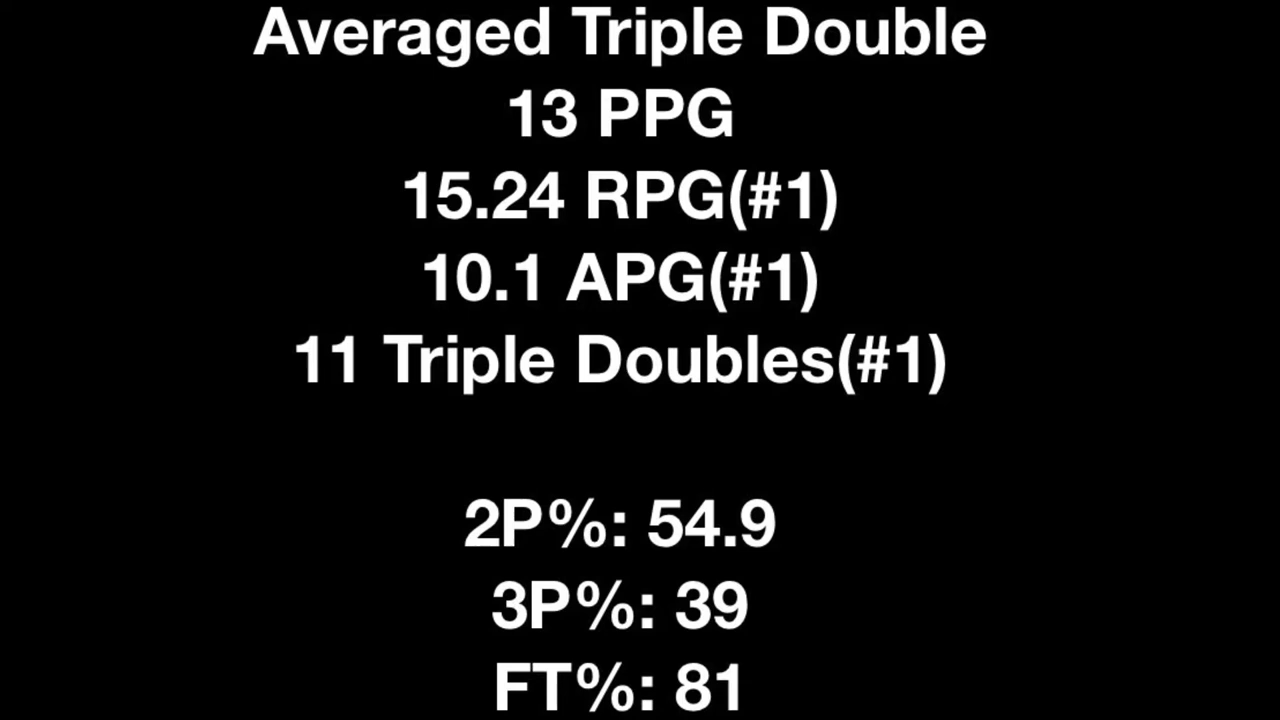 Averaged Triple Double
13 PPG
15.24 RPG(#1)
10.1 APG(#1)
11 Triple Doubles(#1)
2P%: 54.9
3P%: 39
FT%: 81